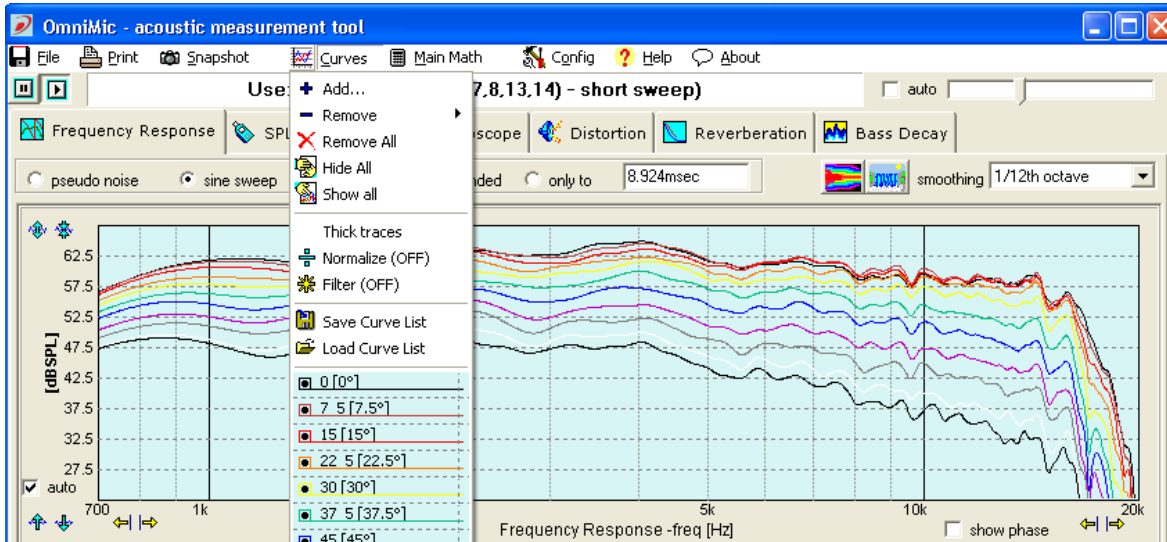 OmniMic - acoustic measurement tool
File Print Snapshot Curves Main Math Config Help About
Use: 7,8,13,14) - short sweep) auto
Frequency Response SPL scope Distortion Reverberation Bass Decay
pseudo noise sine sweep nded only to 8.924msec smoothing 1/12th octave
Add...
Remove
Remove All
Hide All
Show all
Thick traces
Normalize (OFF)
Filter (OFF)
Save Curve List
Load Curve List
0 [0°]
7 5 [7.5°]
15 [15°]
22 5 [22.5°]
30 [30°]
37 5 [37.5°]
45 [45°]
[dBSPL]
62.5
57.5
52.5
47.5
42.5
37.5
32.5
27.5
auto
700 1k 5k 10k 20k
Frequency Response -freq [Hz] show phase